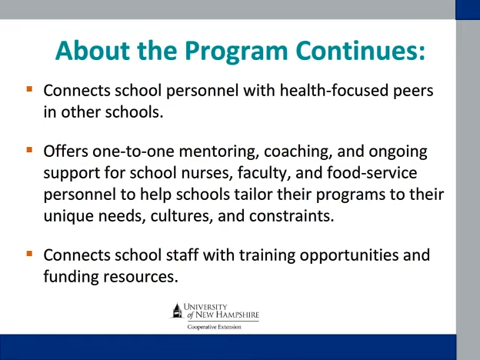 About the Program Continues:
Connects school personnel with health-focused peers
in other schools.
Offers one-to-one mentoring, coaching, and ongoing
support for school nurses, faculty, and food-service
personnel to help schools tailor their programs to their
unique needs, cultures, and constraints.
Connects school staff with training opportunities and
funding resources.
UNIVERSITY
of NEW HAMPSHIRE
Cooperative Extension